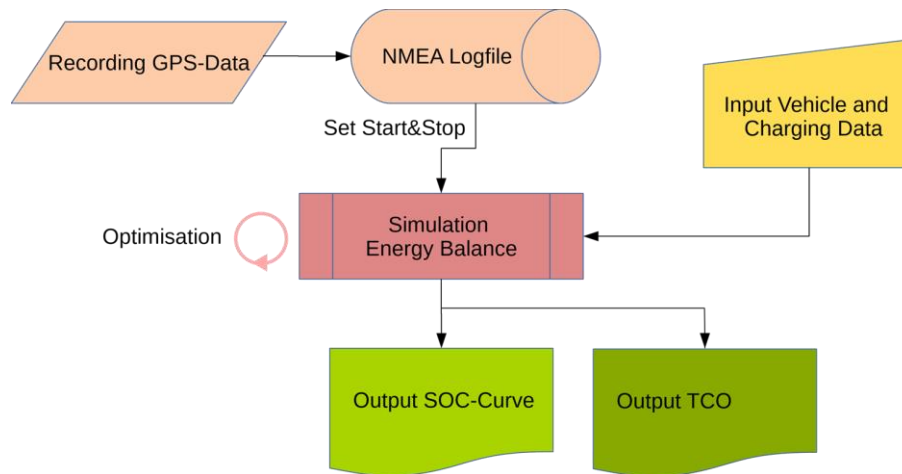 Recording GPS-Data
NMEA Logfile
Input Vehicle and
Charging Data
Set Start&Stop
Simulation
Energy Balance
Optimisation
Output SOC-Curve
Output TCO